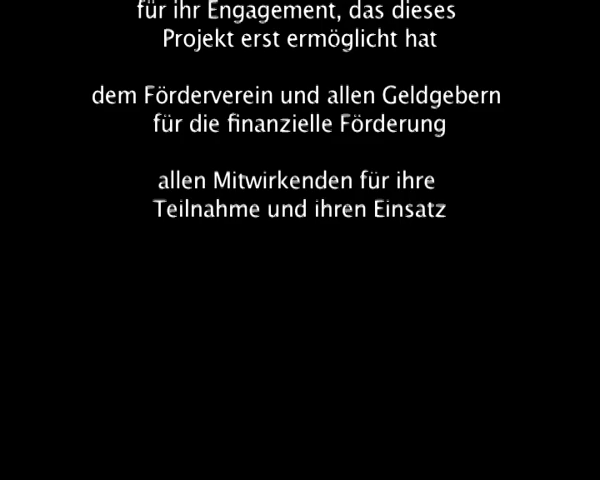 für ihr Engagement, das dieses
Projekt erst ermöglicht hat
dem Förderverein und allen Geldgebern
für die finanzielle Förderung
allen Mitwirkenden für ihre
Teilnahme und ihren Einsatz